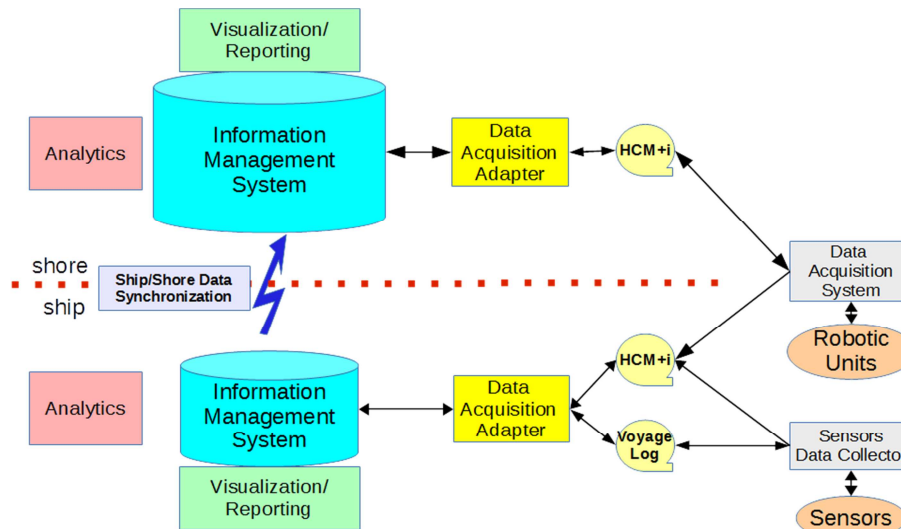 Visualization/
Reporting
Analytics
Information
Management
System
Data
Acquisition
Adapter
HCM+i
shore
ship
Ship/Shore Data
Synchronization
Data
Acquisition
System
Robotic
Units
Analytics
Information
Management
System
Data
Acquisition
Adapter
HCM+i
Voyage
Log
Sensors
Data Collecto
Sensors
Visualization/
Reporting